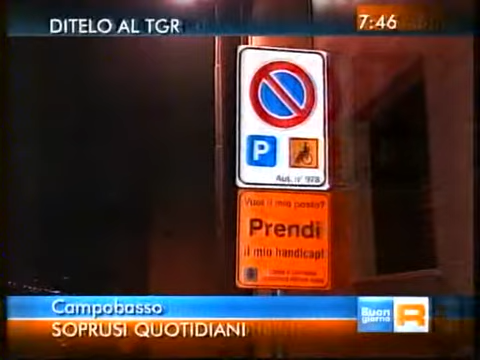 DITELO AL TGR
7:46
P
Aut. n° 978
Vuoi il mio posto?
Prendi
il mio handicap!
Campobasso
SOPRUSI QUOTIDIANI
Buon
giorno
R